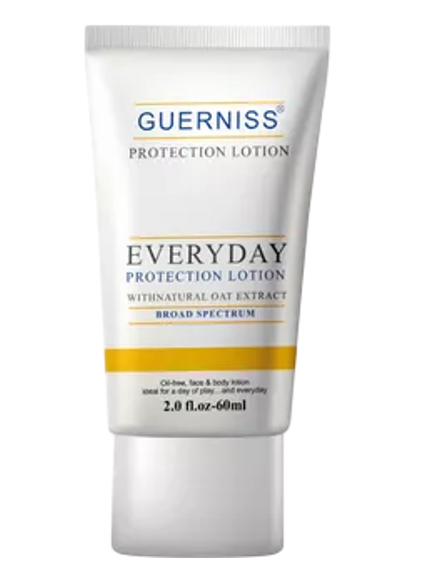 GUERNISS®
PROTECTION LOTION
EVERYDAY
PROTECTION LOTION
WITHNATURAL OAT EXTRACT
BROAD SPECTRUM
Oil-free, face & body lotion
ideal for a day of play...and everyday
2.0 fl.oz-60ml